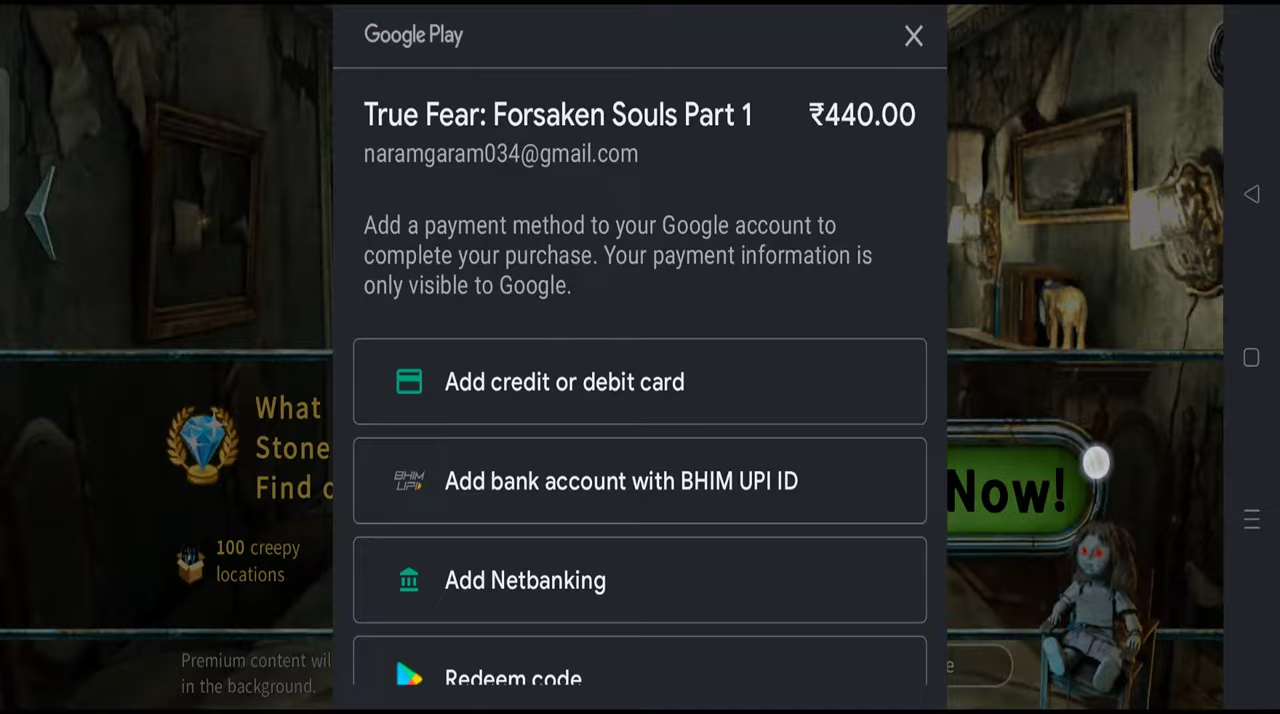 Google Play
True Fear: Forsaken Souls Part 1 ₹440.00
naramgaram034@gmail.com
Add a payment method to your Google account to
complete your purchase. Your payment information is
only visible to Google.
Add credit or debit card
BHIM
UPI
Add bank account with BHIM UPI ID
Add Netbanking
Redeem code
What
Stone
Find
100 creepy
locations
Premium content
in the background.
Now!